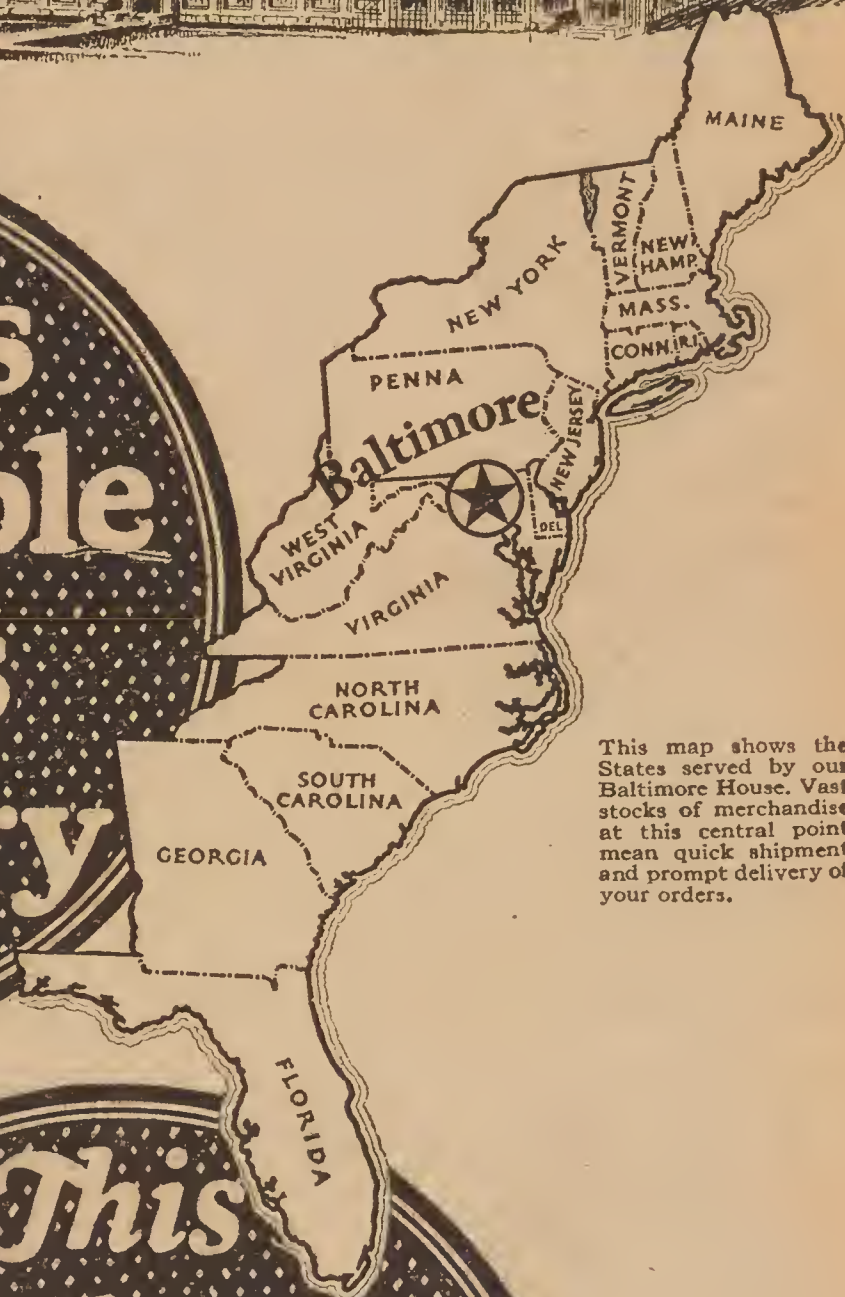 MAINE
VERMONT
NEW
HAMP.
NEW YORK
MASS.
CONN.
R.I.
PENNA
Baltimore
NEW JERSEY
DEL.
WEST
VIRGINIA
VIRGINIA
NORTH
CAROLINA
SOUTH
CAROLINA
GEORGIA
FLORIDA
This map shows the
States served by our
Baltimore House. Vast
stocks of merchandise
at this central point
mean quick shipment
and prompt delivery of
your orders.
This